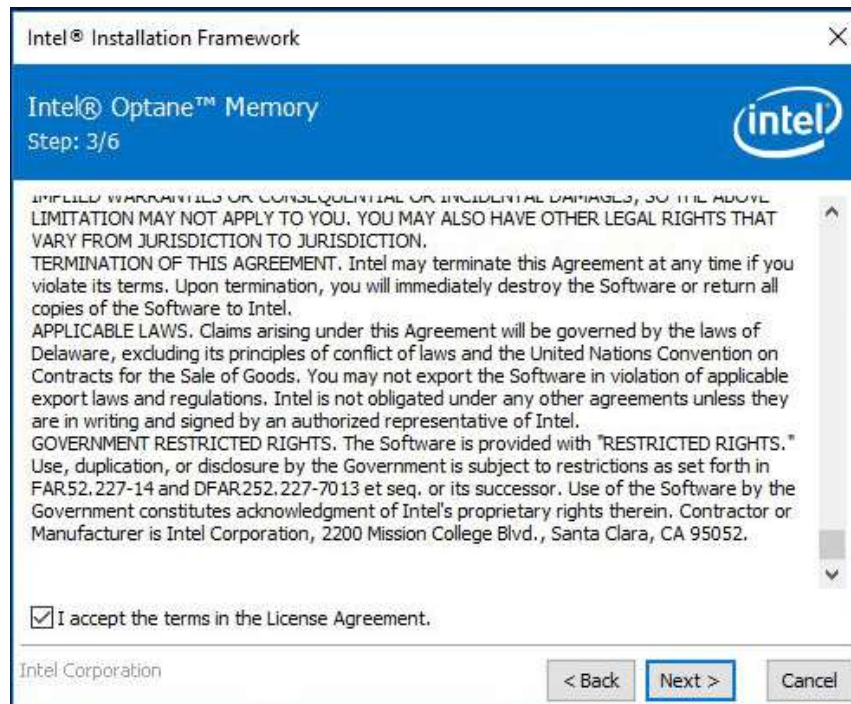 Intel® Installation Framework
Intel® Optane™ Memory
intel
Step: 3/6
IMPLIED WARRANTIES OR CONSEQUENTIAL OR INCIDENTAL DAMAGES, SO THE ABOVE
LIMITATION MAY NOT APPLY TO YOU. YOU MAY ALSO HAVE OTHER LEGAL RIGHTS THAT
VARY FROM JURISDICTION TO JURISDICTION.
TERMINATION OF THIS AGREEMENT. Intel may terminate this Agreement at any time if you
violate its terms. Upon termination, you will immediately destroy the Software or return all
copies of the Software to Intel.
APPLICABLE LAWS. Claims arising under this Agreement will be governed by the laws of
Delaware, excluding its principles of conflict of laws and the United Nations Convention on
Contracts for the Sale of Goods. You may not export the Software in violation of applicable
export laws and regulations. Intel is not obligated under any other agreements unless they
are in writing and signed by an authorized representative of Intel.
GOVERNMENT RESTRICTED RIGHTS. The Software is provided with "RESTRICTED RIGHTS."
Use, duplication, or disclosure by the Government is subject to restrictions as set forth in
FAR52.227-14 and DFAR252.227-7013 et seq. or its successor. Use of the Software by the
Government constitutes acknowledgment of Intel's proprietary rights therein. Contractor or
Manufacturer is Intel Corporation, 2200 Mission College Blvd., Santa Clara, CA 95052.
I accept the terms in the License Agreement.
Intel Corporation
< Back Next > Cancel